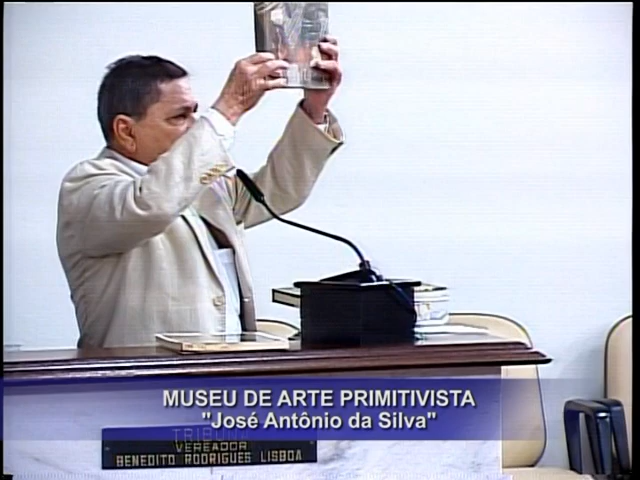 MUSEU DE ARTE PRIMITIVISTA
"José Antônio da Silva"
TRIBUNA
VEREADOR
BENEDITO RODRIGUES LISBOA